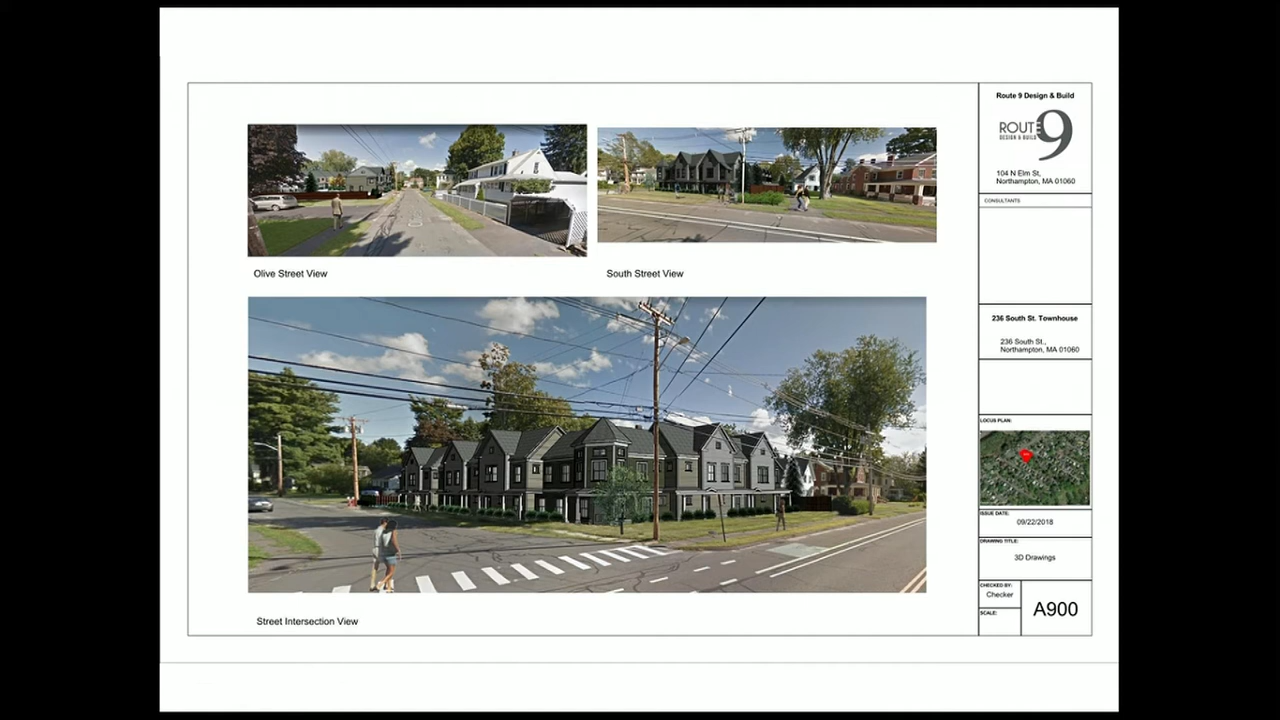 Olive Street View
South Street View
Street Intersection View
Route 9 Design & Build
ROUTE 9
DESIGN & BUILD
104 N Elm St,
Northampton, MA 01060
CONSULTANTS
236 South St. Townhouse
236 South St.,
Northampton, MA 01060
LOCUS PLAN:
ISSUE DATE:
09/22/2018
DRAWING TITLE:
3D Drawings
CHECKED BY:
Checker
SCALE:
A900